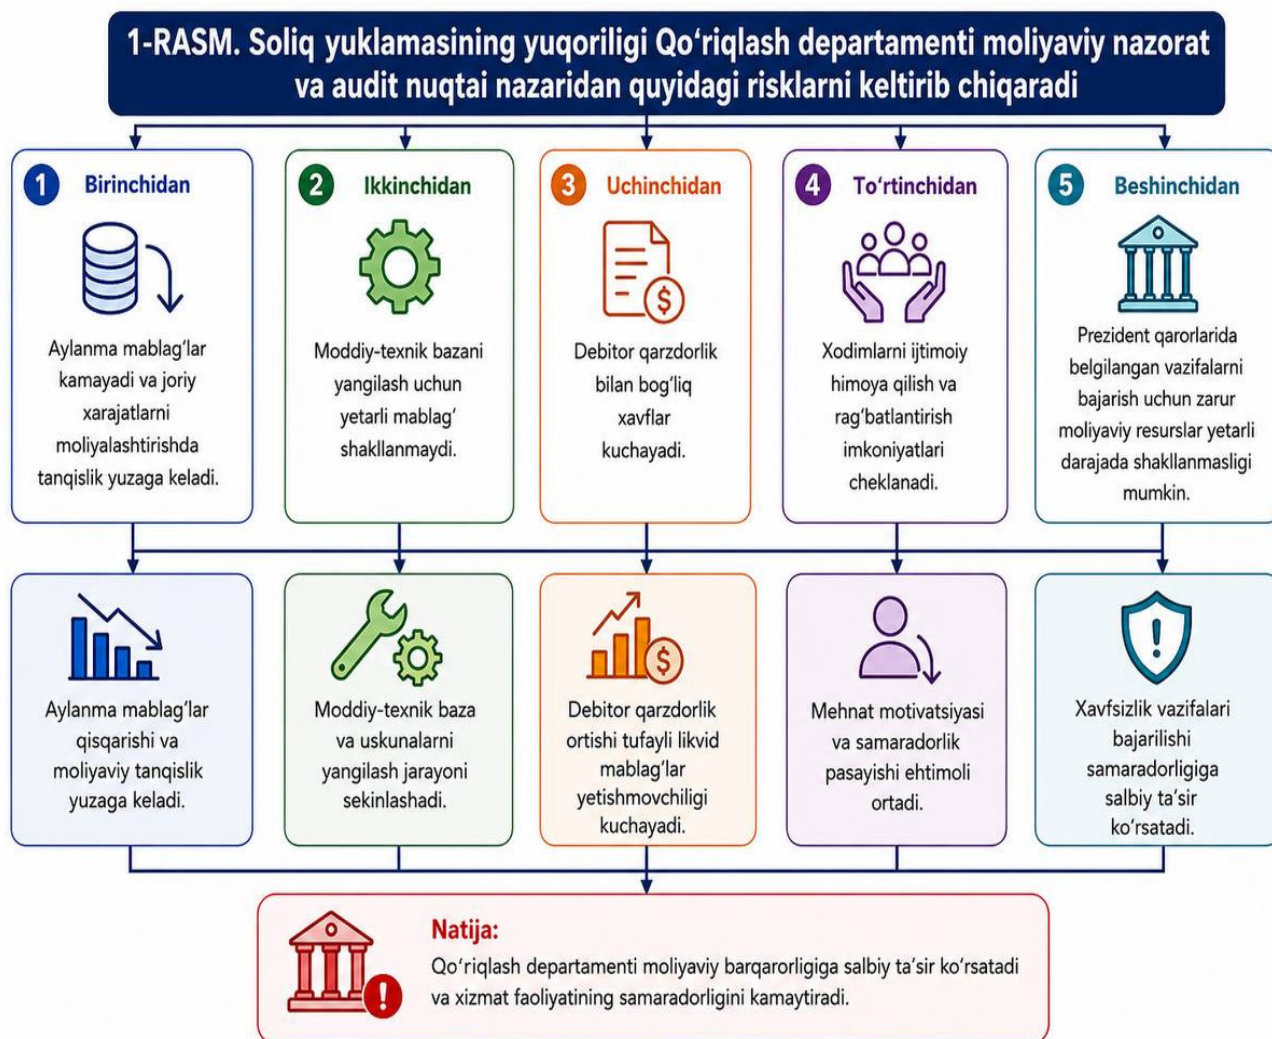 1-RASM. Soliq yuklamasining yuqoriligi Qo‘riqlash departamenti moliyaviy nazorat
va audit nuqtai nazaridan quyidagi risklarni keltirib chiqaradi
1 Birinchidan
Aylanma mablag‘lar
kamayadi va joriy
xarajatlarni
moliyalashtirishda
tanqislik yuzaga keladi.
2 Ikkinchidan
Moddiy-texnik bazani
yangilash uchun
yetarli mablag‘
shakllanmaydi.
3 Uchinchidan
$
Debitor qarzdorlik
bilan bog‘liq
xavflar
kuchayadi.
4 To‘rtinchidan
Xodimlarni ijtimoiy
himoya qilish va
rag‘batlantirish
imkoniyatlari
cheklanadi.
5 Beshinchidan
Prezident qarorlarida
belgilangan vazifalarni
bajarish uchun zarur
moliyaviy resurslar yetarli
darajada shakllanmasligi
mumkin.
Aylanma mablag‘lar
qisqarishi va
moliyaviy tanqislik
yuzaga keladi.
Moddiy-texnik baza
va uskunalarni
yangilash jarayoni
sekinlashadi.
$
Debitor qarzdorlik
ortishi tufayli likvid
mablag‘lar
yetishmovchiligi
kuchayadi.
Mehnat motivatsiyasi
va samaradorlik
pasayishi ehtimoli
ortadi.
!
Xavfsizlik vazifalari
bajarilishi
samaradorligiga
salbiy ta’sir
ko‘rsatadi.
!
Natija:
Qo‘riqlash departamenti moliyaviy barqarorligiga salbiy ta’sir ko‘rsatadi
va xizmat faoliyatining samaradorligini kamaytiradi.